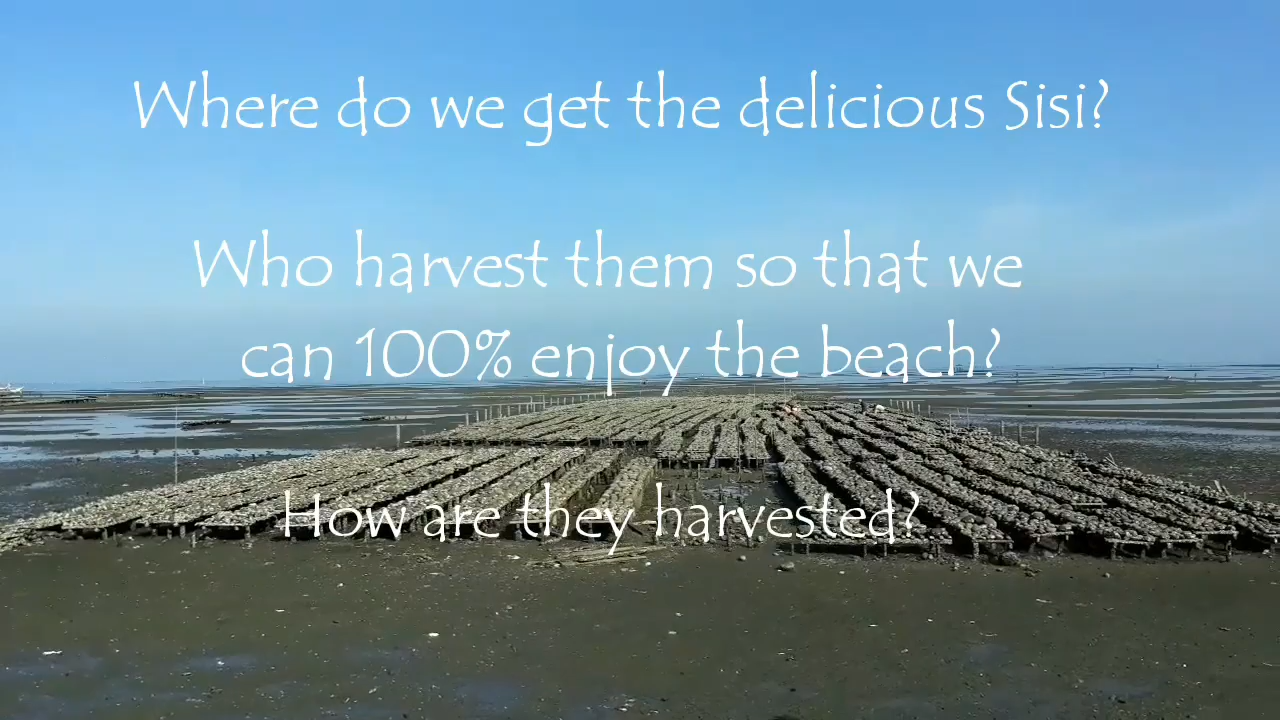 Where do we get the delicious Sisi?
Who harvest them so that we
can 100% enjoy the beach?
How are they harvested?